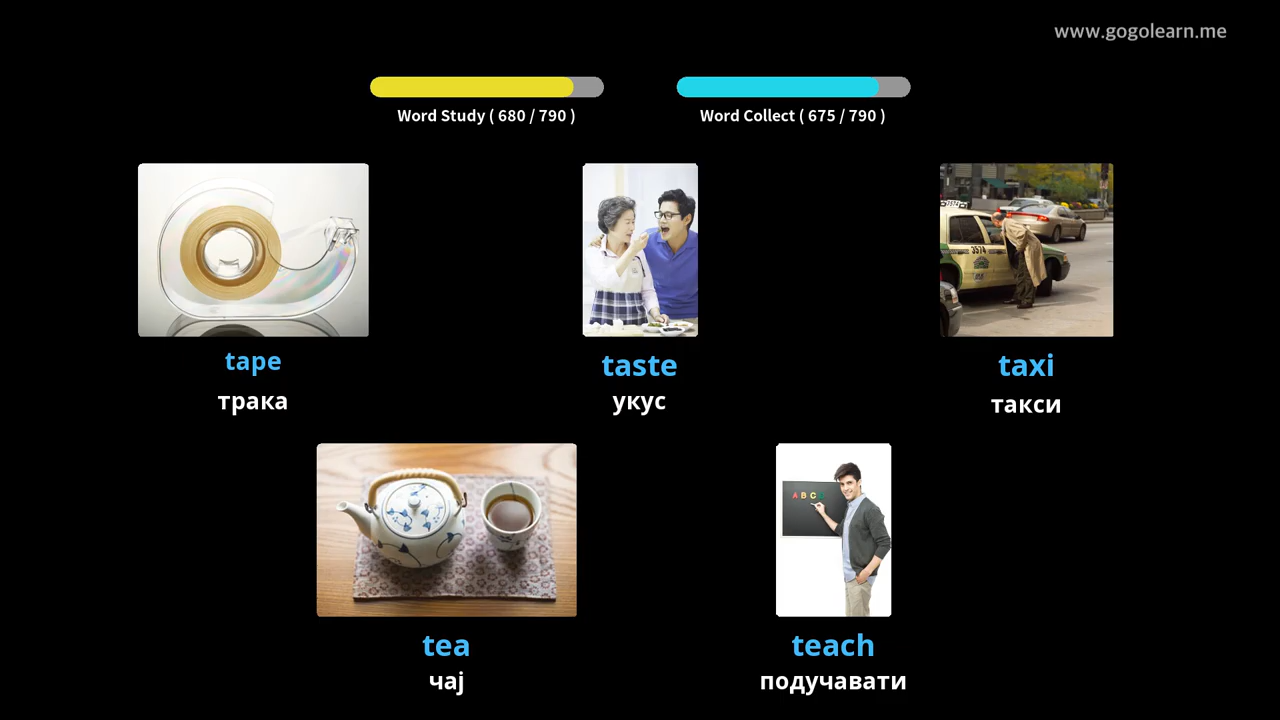 www.gogolearn.me
Word Study ( 680 / 790 )
Word Collect ( 675 / 790 )
3574
tape
трака
taste
укус
taxi
такси
A B C
tea
чај
teach
подучавати